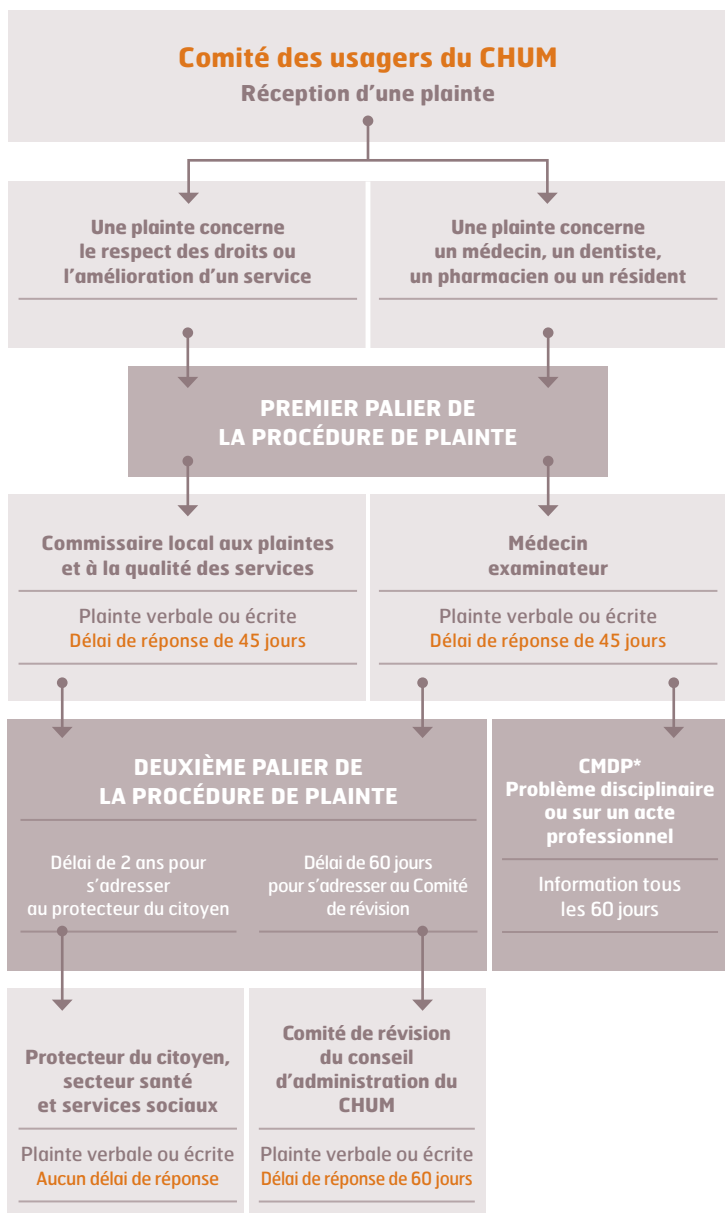 Comité des usagers du CHUM
Réception d’une plainte
Une plainte concerne
le respect des droits ou
l’amélioration d’un service
Une plainte concerne
un médecin, un dentiste,
un pharmacien ou un résident
PREMIER PALIER DE
LA PROCÉDURE DE PLAINTE
Commissaire local aux plaintes
et à la qualité des services
Plainte verbale ou écrite
Délai de réponse de 45 jours
Médecin
examinateur
Plainte verbale ou écrite
Délai de réponse de 45 jours
DEUXIÈME PALIER DE
LA PROCÉDURE DE PLAINTE
Délai de 2 ans pour
s’adresser
au protecteur du citoyen
Délai de 60 jours
pour s’adresser au Comité
de révision
CMDP*
Problème disciplinaire
ou sur un acte
professionnel
Information tous
les 60 jours
Protecteur du citoyen,
secteur santé
et services sociaux
Plainte verbale ou écrite
Aucun délai de réponse
Comité de révision
du conseil
d’administration du
CHUM
Plainte verbale ou écrite
Délai de réponse de 60 jours